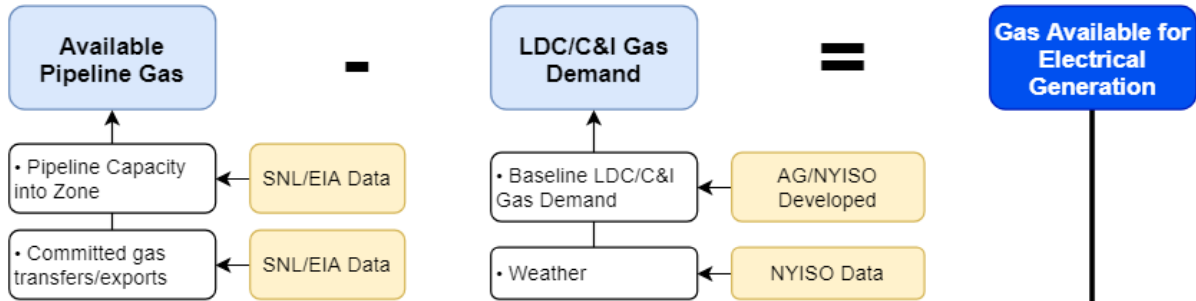 Available
Pipeline Gas
-
LDC/C&I Gas
Demand
=
Gas Available for
Electrical
Generation
• Pipeline Capacity
into Zone
SNL/EIA Data
• Baseline LDC/C&I
Gas Demand
AG/NYISO
Developed
• Committed gas
transfers/exports
SNL/EIA Data
• Weather
NYISO Data